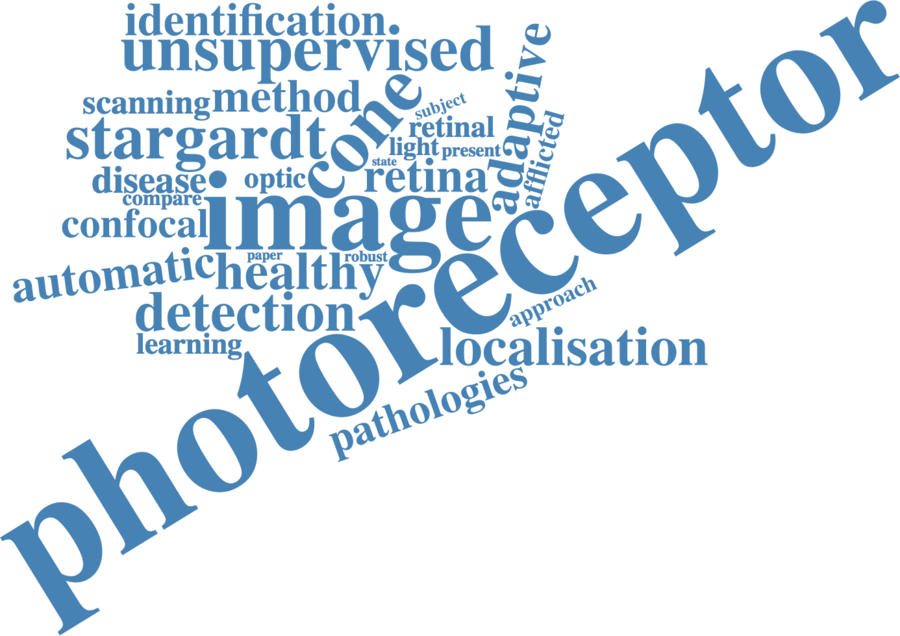 identification
unsupervised
scanning
method
cone
subject
adaptive
photoreceptor
stargardt
retinal
light
present
afflicted
state
disease
optic
retina
compare
confocal
image
automatic
paper
robust
healthy
detection
approach
learning
localisation
pathologies